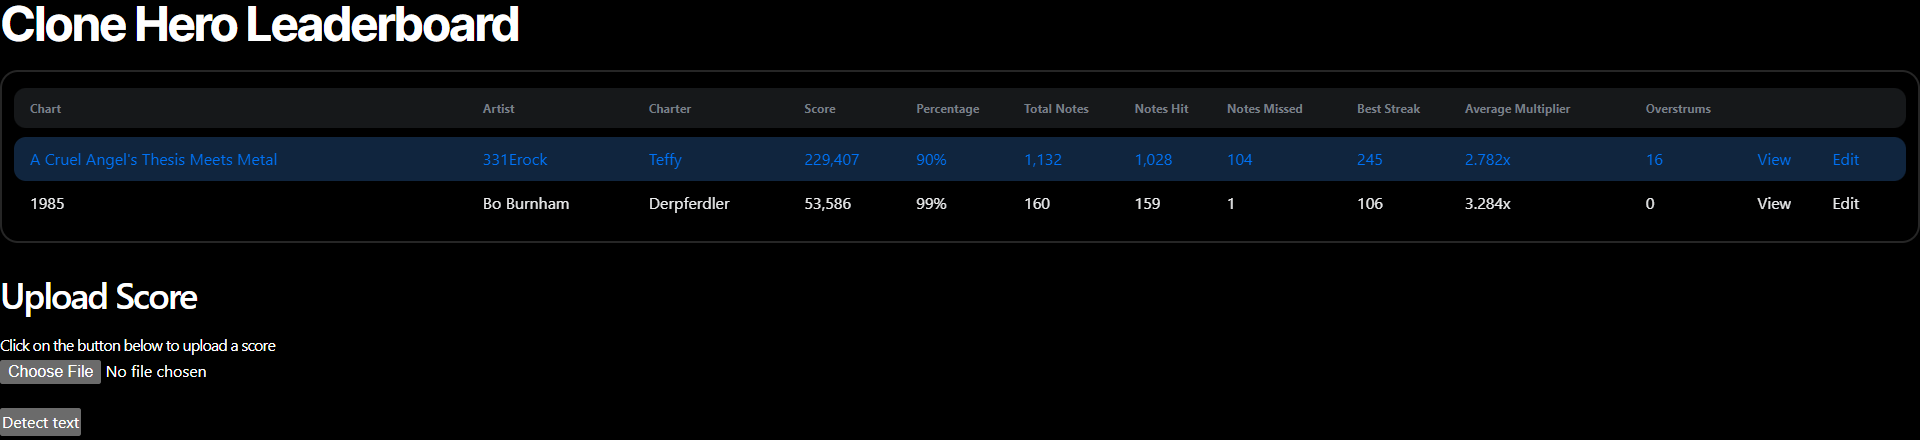 Clone Hero Leaderboard
Chart Artist Charter Score Percentage Total Notes Notes Hit Notes Missed Best Streak Average Multiplier Overstrums
A Cruel Angel's Thesis Meets Metal 331Erock Teffy 229,407 90% 1,132 1,028 104 245 2.782x 16 View Edit
1985 Bo Burnham Derpferdler 53,586 99% 160 159 1 106 3.284x 0 View Edit
Upload Score
Click on the button below to upload a score
Choose File No file chosen
Detect text